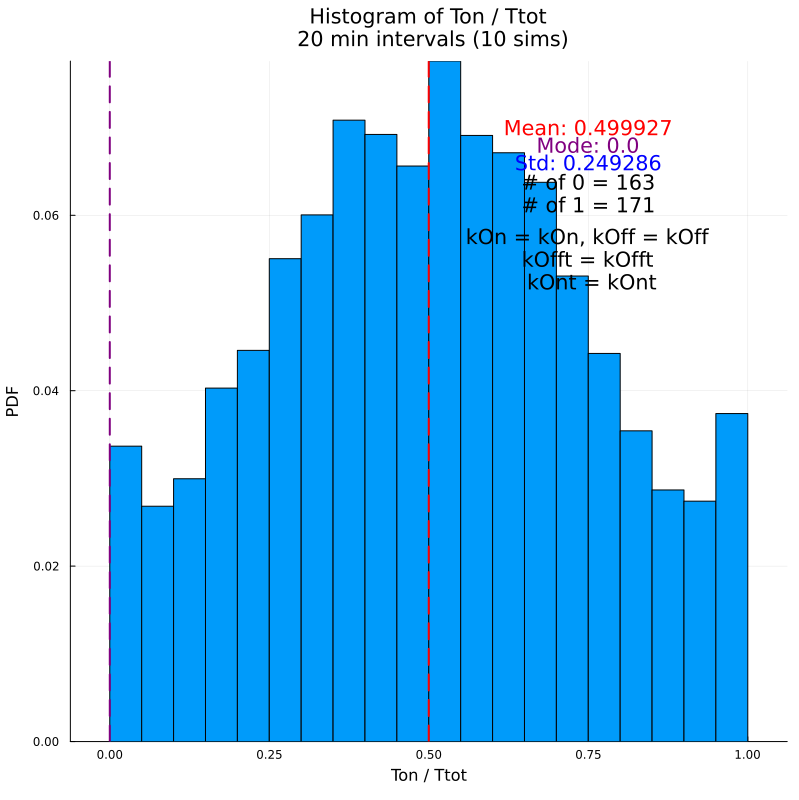 Histogram of Ton / Ttot
20 min intervals (10 sims)
Mean: 0.499927
Mode: 0.0
Std: 0.249286
# of 0 = 163
# of 1 = 171
kOn = kOn, kOff = kOff
kOfft = kOfft
kOnt = kOnt
PDF
0.06
0.04
0.02
0.00
0.00 0.25 0.50 0.75 1.00
Ton / Ttot